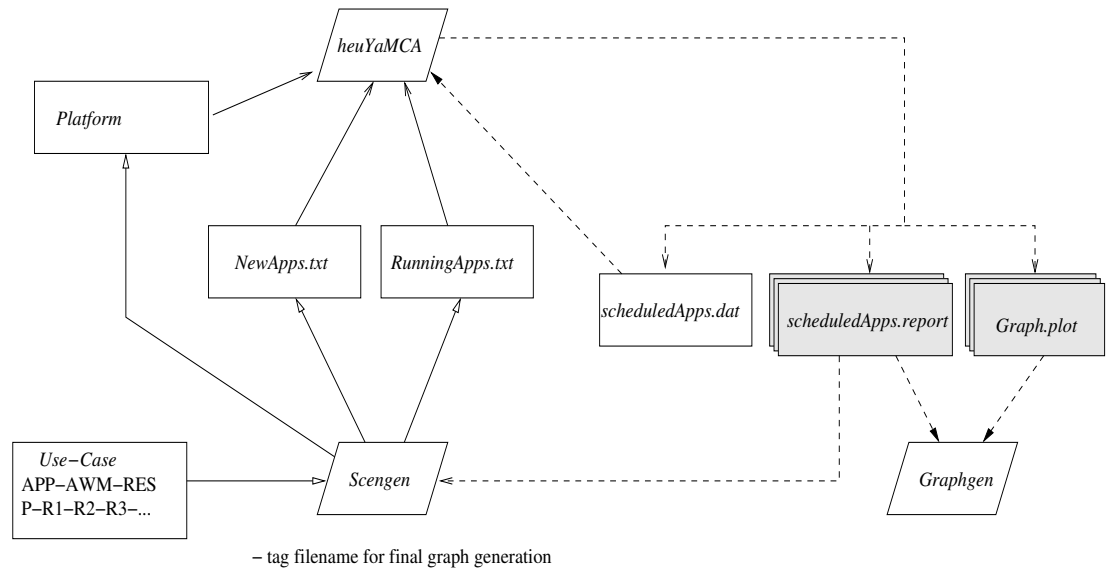 heuYaMCA
Platform
NewApps.txt
RunningApps.txt
scheduledApps.dat
scheduledApps.report
Graph.plot
Use−Case
APP−AWM−RES
P−R1−R2−R3−...
Scengen
Graphgen
− tag filename for final graph generation